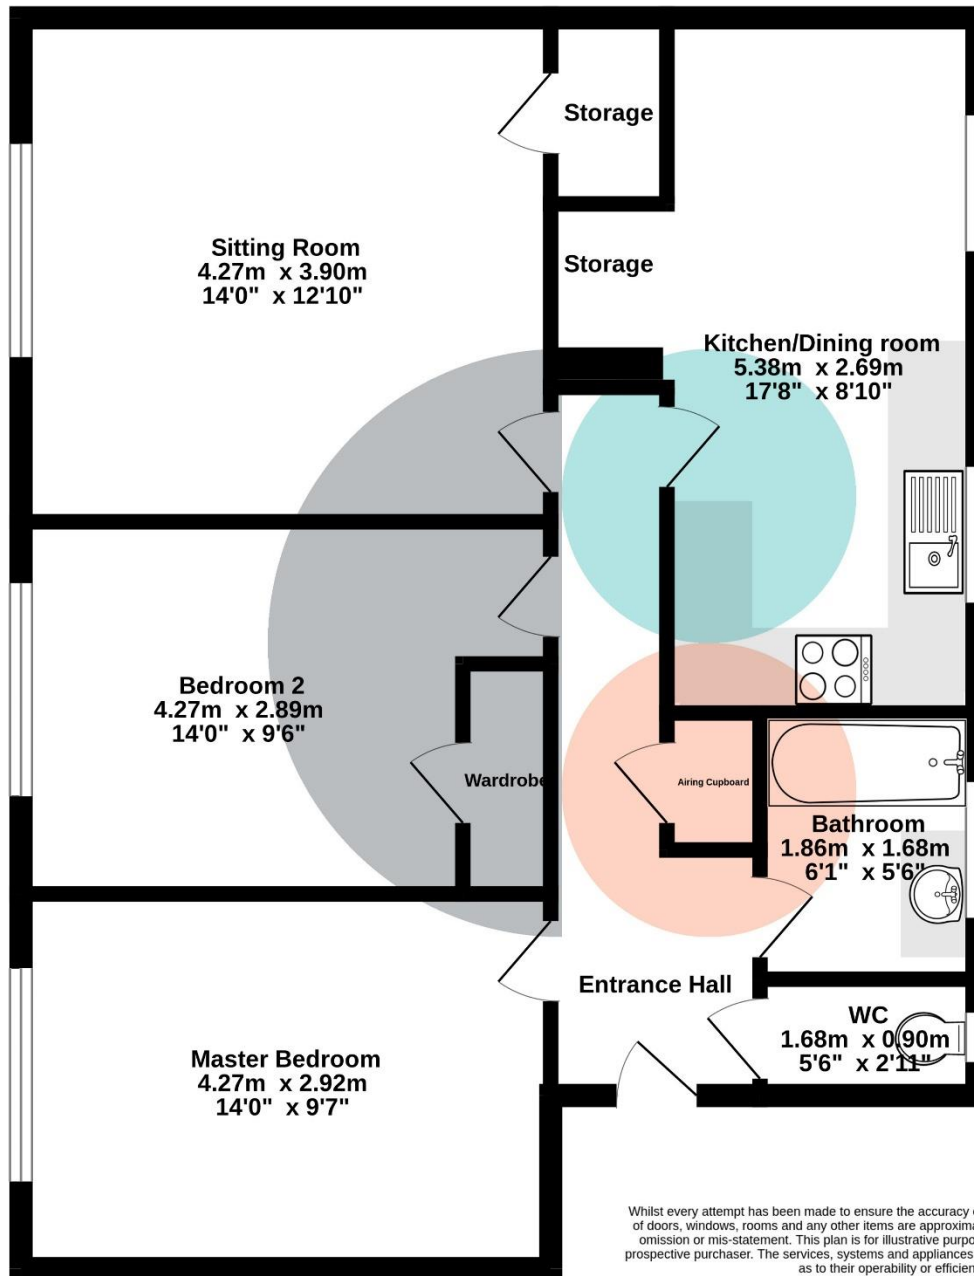 Storage
Sitting Room
4.27m x 3.90m
14'0" x 12'10"
Storage
Kitchen/Dining room
5.38m x 2.69m
17'8" x 8'10"
Bedroom 2
4.27m x 2.89m
14'0" x 9'6"
Wardrobe
Airing Cupboard
Bathroom
1.86m x 1.68m
6'1" x 5'6"
Entrance Hall
WC
1.68m x 0.90m
5'6" x 2'11"
Master Bedroom
4.27m x 2.92m
14'0" x 9'7"
Whilst every attempt has been made to ensure the accuracy
of doors, windows, rooms and any other items are approxima
omission or mis-statement. This plan is for illustrative purpo
prospective purchaser. The services, systems and appliances
as to their operability or efficien